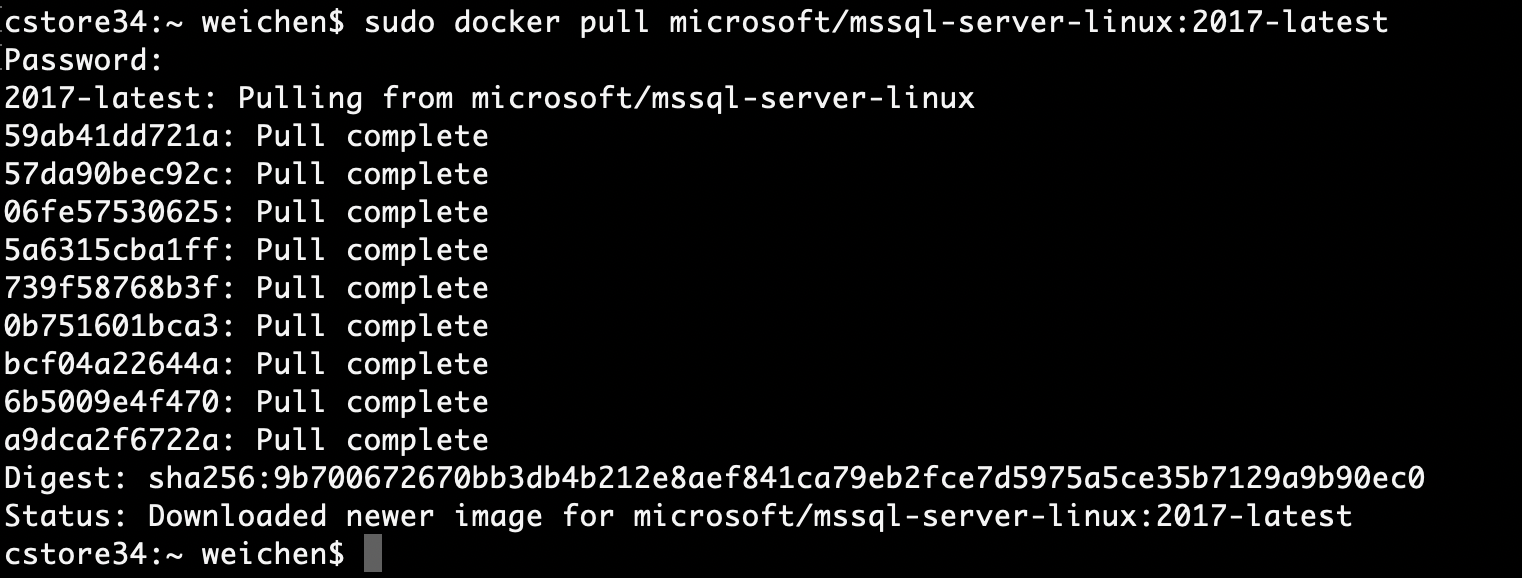 cstore34:~ weichen$ sudo docker pull microsoft/mssql-server-linux:2017-latest
Password:
2017-latest: Pulling from microsoft/mssql-server-linux
59ab41dd721a: Pull complete
57da90bec92c: Pull complete
06fe57530625: Pull complete
5a6315cba1ff: Pull complete
739f58768b3f: Pull complete
0b751601bca3: Pull complete
bcf04a22644a: Pull complete
6b5009e4f470: Pull complete
a9dca2f6722a: Pull complete
Digest: sha256:9b700672670bb3db4b212e8aef841ca79eb2fce7d5975a5ce35b7129a9b90ec0
Status: Downloaded newer image for microsoft/mssql-server-linux:2017-latest
cstore34:~ weichen$